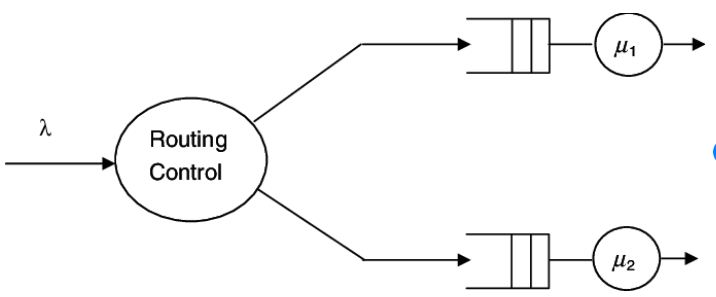 λ
Routing
Control
μ1
μ2